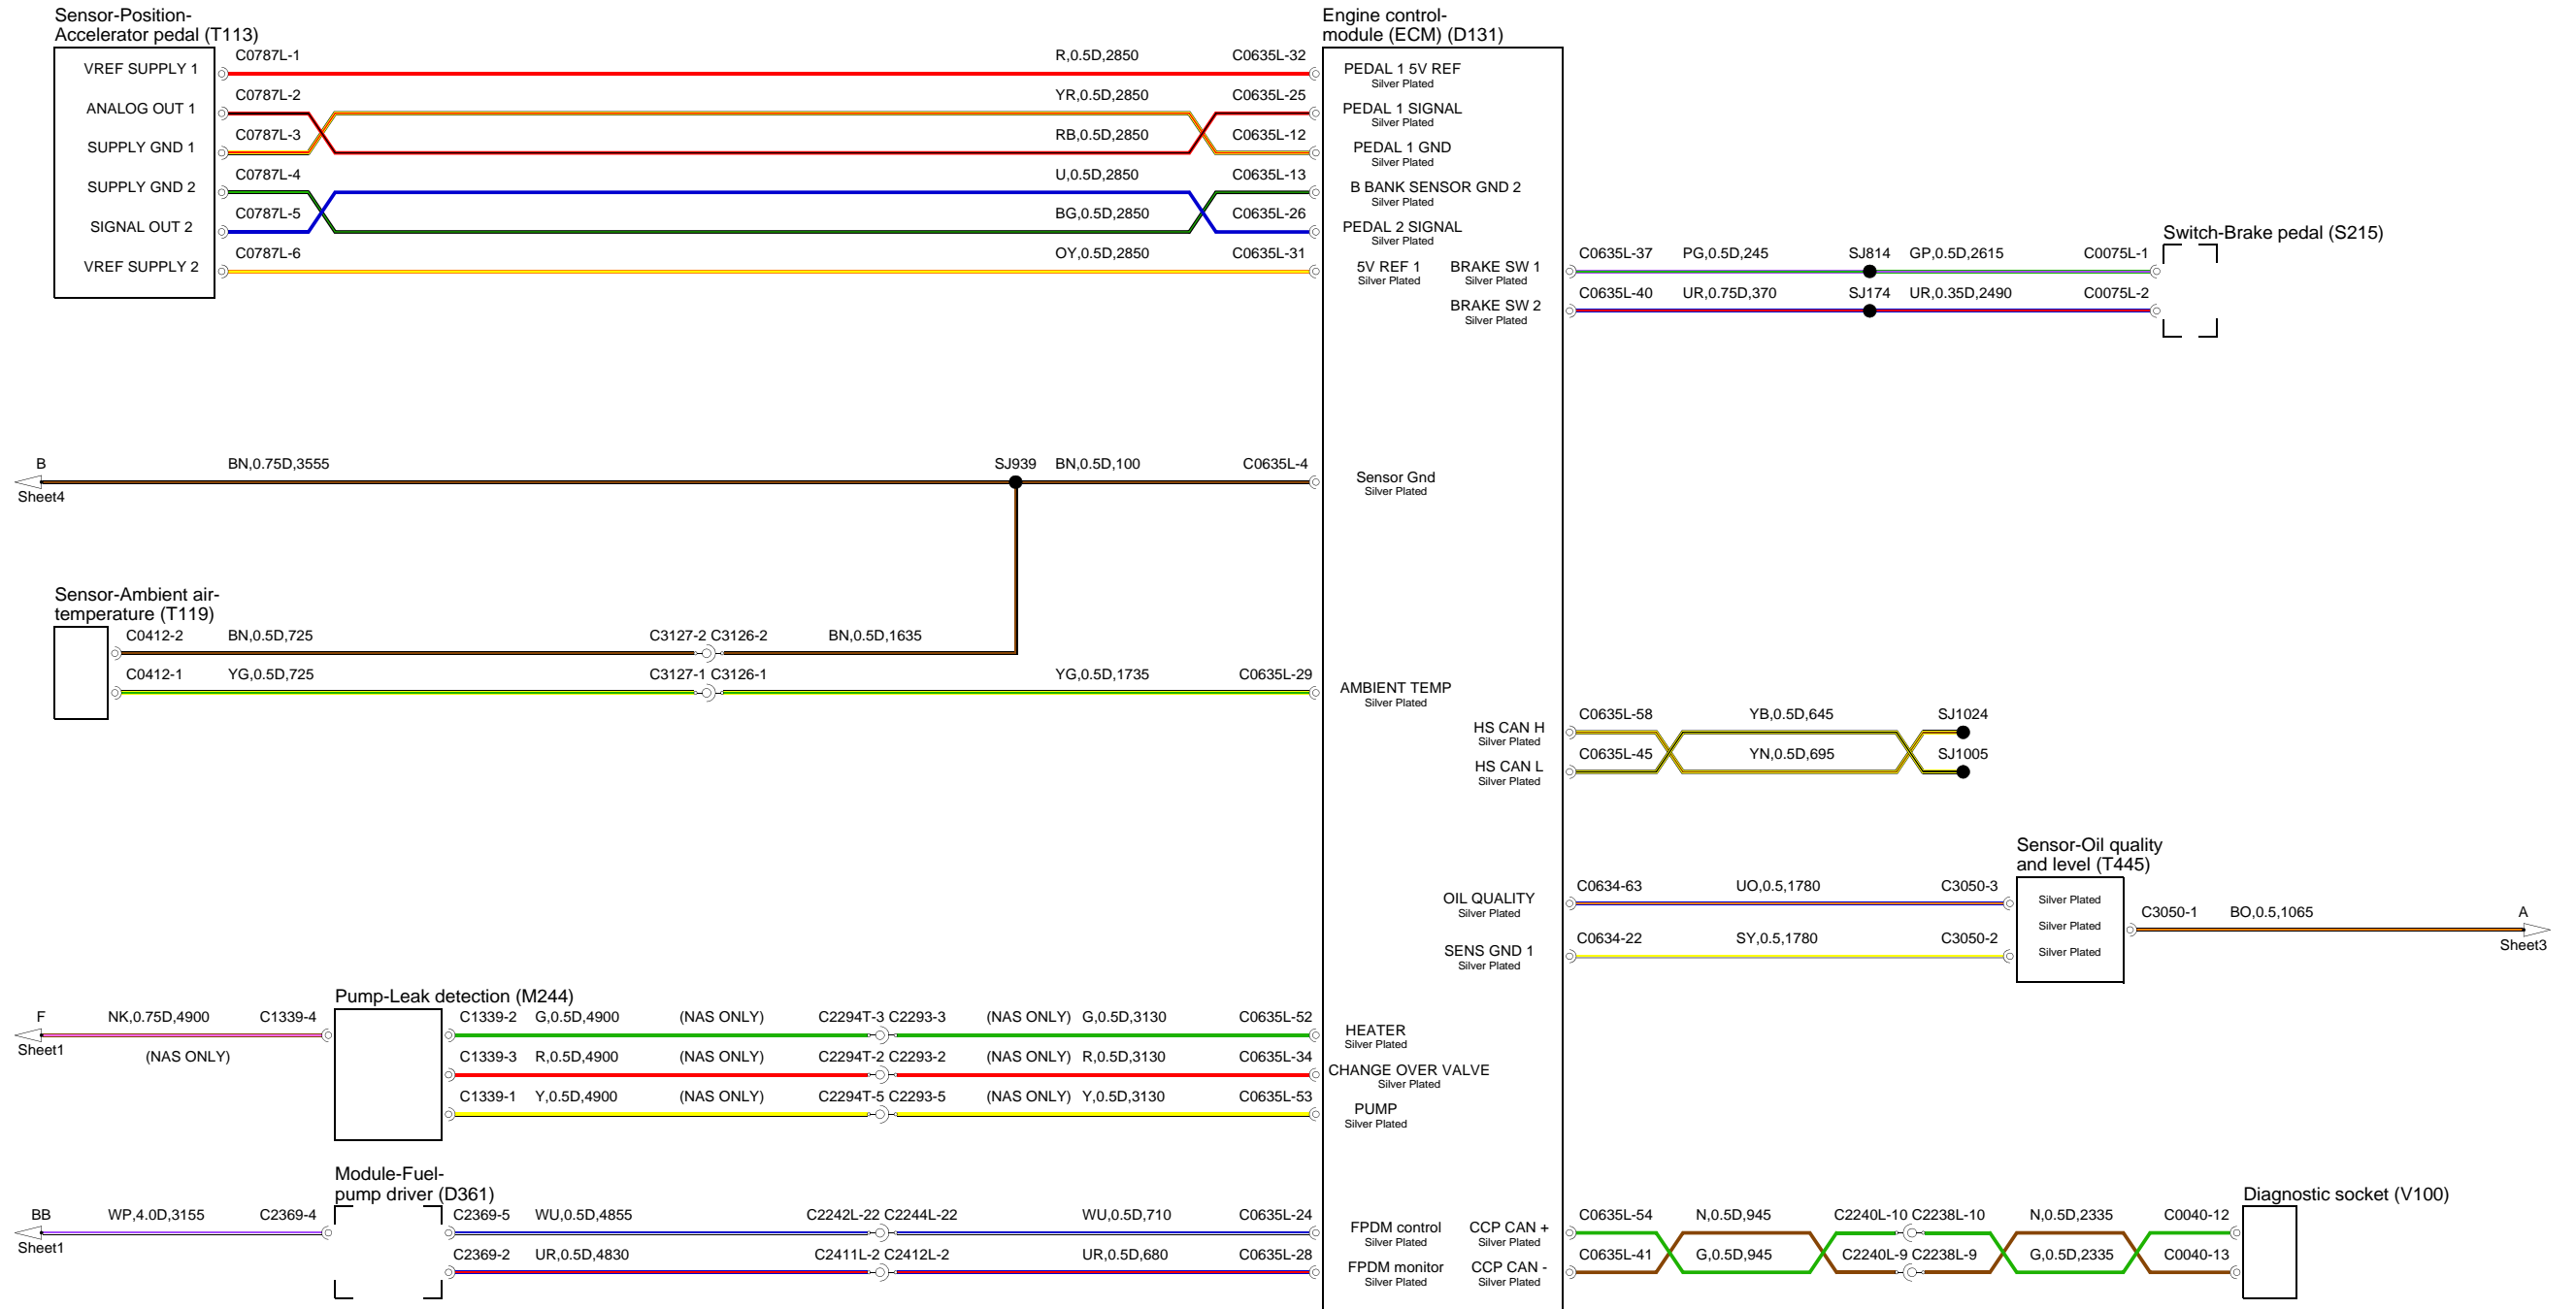 Sensor-Position-
Accelerator pedal (T113)
VREF SUPPLY 1
ANALOG OUT 1
SUPPLY GND 1
SUPPLY GND 2
SIGNAL OUT 2
VREF SUPPLY 2
C0787L-1 R,0.5D,2850 C0635L-32
C0787L-2 YR,0.5D,2850 C0635L-25
C0787L-3 RB,0.5D,2850 C0635L-12
C0787L-4 U,0.5D,2850 C0635L-13
C0787L-5 BG,0.5D,2850 C0635L-26
C0787L-6 OY,0.5D,2850 C0635L-31
Engine control-
module (ECM) (D131)
PEDAL 1 5V REF
Silver Plated
PEDAL 1 SIGNAL
Silver Plated
PEDAL 1 GND
Silver Plated
B BANK SENSOR GND 2
Silver Plated
PEDAL 2 SIGNAL
Silver Plated
5V REF 1 BRAKE SW 1
Silver Plated Silver Plated
BRAKE SW 2
Silver Plated
Switch-Brake pedal (S215)
C0635L-37 PG,0.5D,245 SJ814 GP,0.5D,2615 C0075L-1
C0635L-40 UR,0.75D,370 SJ174 UR,0.35D,2490 C0075L-2
B BN,0.75D,3555 SJ939 BN,0.5D,100 C0635L-4
Sheet4
Sensor Gnd
Silver Plated
Sensor-Ambient air-
temperature (T119)
C0412-2 BN,0.5D,725 C3127-2 C3126-2 BN,0.5D,1635
C0412-1 YG,0.5D,725 C3127-1 C3126-1 YG,0.5D,1735 C0635L-29
AMBIENT TEMP
Silver Plated
HS CAN H
Silver Plated
HS CAN L
Silver Plated
C0635L-58 YB,0.5D,645 SJ1024
C0635L-45 YN,0.5D,695 SJ1005
Sensor-Oil quality
and level (T445)
OIL QUALITY
Silver Plated
SENS GND 1
Silver Plated
C0634-63 UO,0.5,1780 C3050-3
C0634-22 SY,0.5,1780 C3050-2
Silver Plated
Silver Plated
Silver Plated
C3050-1 BO,0.5,1065 A
Sheet3
Pump-Leak detection (M244)
F NK,0.75D,4900 C1339-4
Sheet1
(NAS ONLY)
C1339-2 G,0.5D,4900 (NAS ONLY) C2294T-3 C2293-3 (NAS ONLY) G,0.5D,3130 C0635L-52
C1339-3 R,0.5D,4900 (NAS ONLY) C2294T-2 C2293-2 (NAS ONLY) R,0.5D,3130 C0635L-34
C1339-1 Y,0.5D,4900 (NAS ONLY) C2294T-5 C2293-5 (NAS ONLY) Y,0.5D,3130 C0635L-53
HEATER
Silver Plated
CHANGE OVER VALVE
Silver Plated
PUMP
Silver Plated
Module-Fuel-
pump driver (D361)
BB WP,4.0D,3155 C2369-4
Sheet1
C2369-5 WU,0.5D,4855 C2242L-22 C2244L-22 WU,0.5D,710 C0635L-24
C2369-2 UR,0.5D,4830 C2411L-2 C2412L-2 UR,0.5D,680 C0635L-28
FPDM control CCP CAN +
Silver Plated Silver Plated
FPDM monitor CCP CAN -
Silver Plated Silver Plated
Diagnostic socket (V100)
C0635L-54 N,0.5D,945 C2240L-10 C2238L-10 N,0.5D,2335 C0040-12
C0635L-41 G,0.5D,945 C2240L-9 C2238L-9 G,0.5D,2335 C0040-13